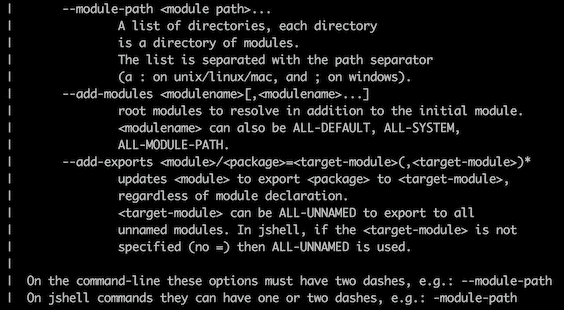 |       --module-path <module path>...
|               A list of directories, each directory
|               is a directory of modules.
|               The list is separated with the path separator
|               (a : on unix/linux/mac, and ; on windows).
|       --add-modules <modulename>[,<modulename>...]
|               root modules to resolve in addition to the initial module.
|               <modulename> can also be ALL-DEFAULT, ALL-SYSTEM,
|               ALL-MODULE-PATH.
|       --add-exports <module>/<package>=<target-module>(,<target-module>)*
|               updates <module> to export <package> to <target-module>,
|               regardless of module declaration.
|               <target-module> can be ALL-UNNAMED to export to all
|               unnamed modules. In jshell, if the <target-module> is not
|               specified (no =) then ALL-UNNAMED is used.
|
|  On the command-line these options must have two dashes, e.g.: --module-path
|  On jshell commands they can have one or two dashes, e.g.: -module-path